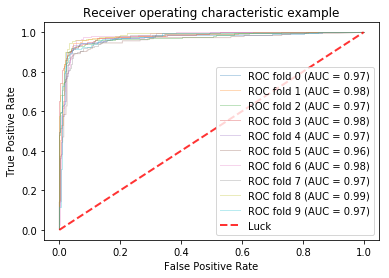 Receiver operating characteristic example
True Positive Rate
1.0
0.8
0.6
0.4
0.2
0.0
ROC fold 0 (AUC = 0.97)
ROC fold 1 (AUC = 0.98)
ROC fold 2 (AUC = 0.97)
ROC fold 3 (AUC = 0.98)
ROC fold 4 (AUC = 0.97)
ROC fold 5 (AUC = 0.96)
ROC fold 6 (AUC = 0.98)
ROC fold 7 (AUC = 0.97)
ROC fold 8 (AUC = 0.99)
ROC fold 9 (AUC = 0.97)
Luck
0.0 0.2 0.4 0.6 0.8 1.0
False Positive Rate